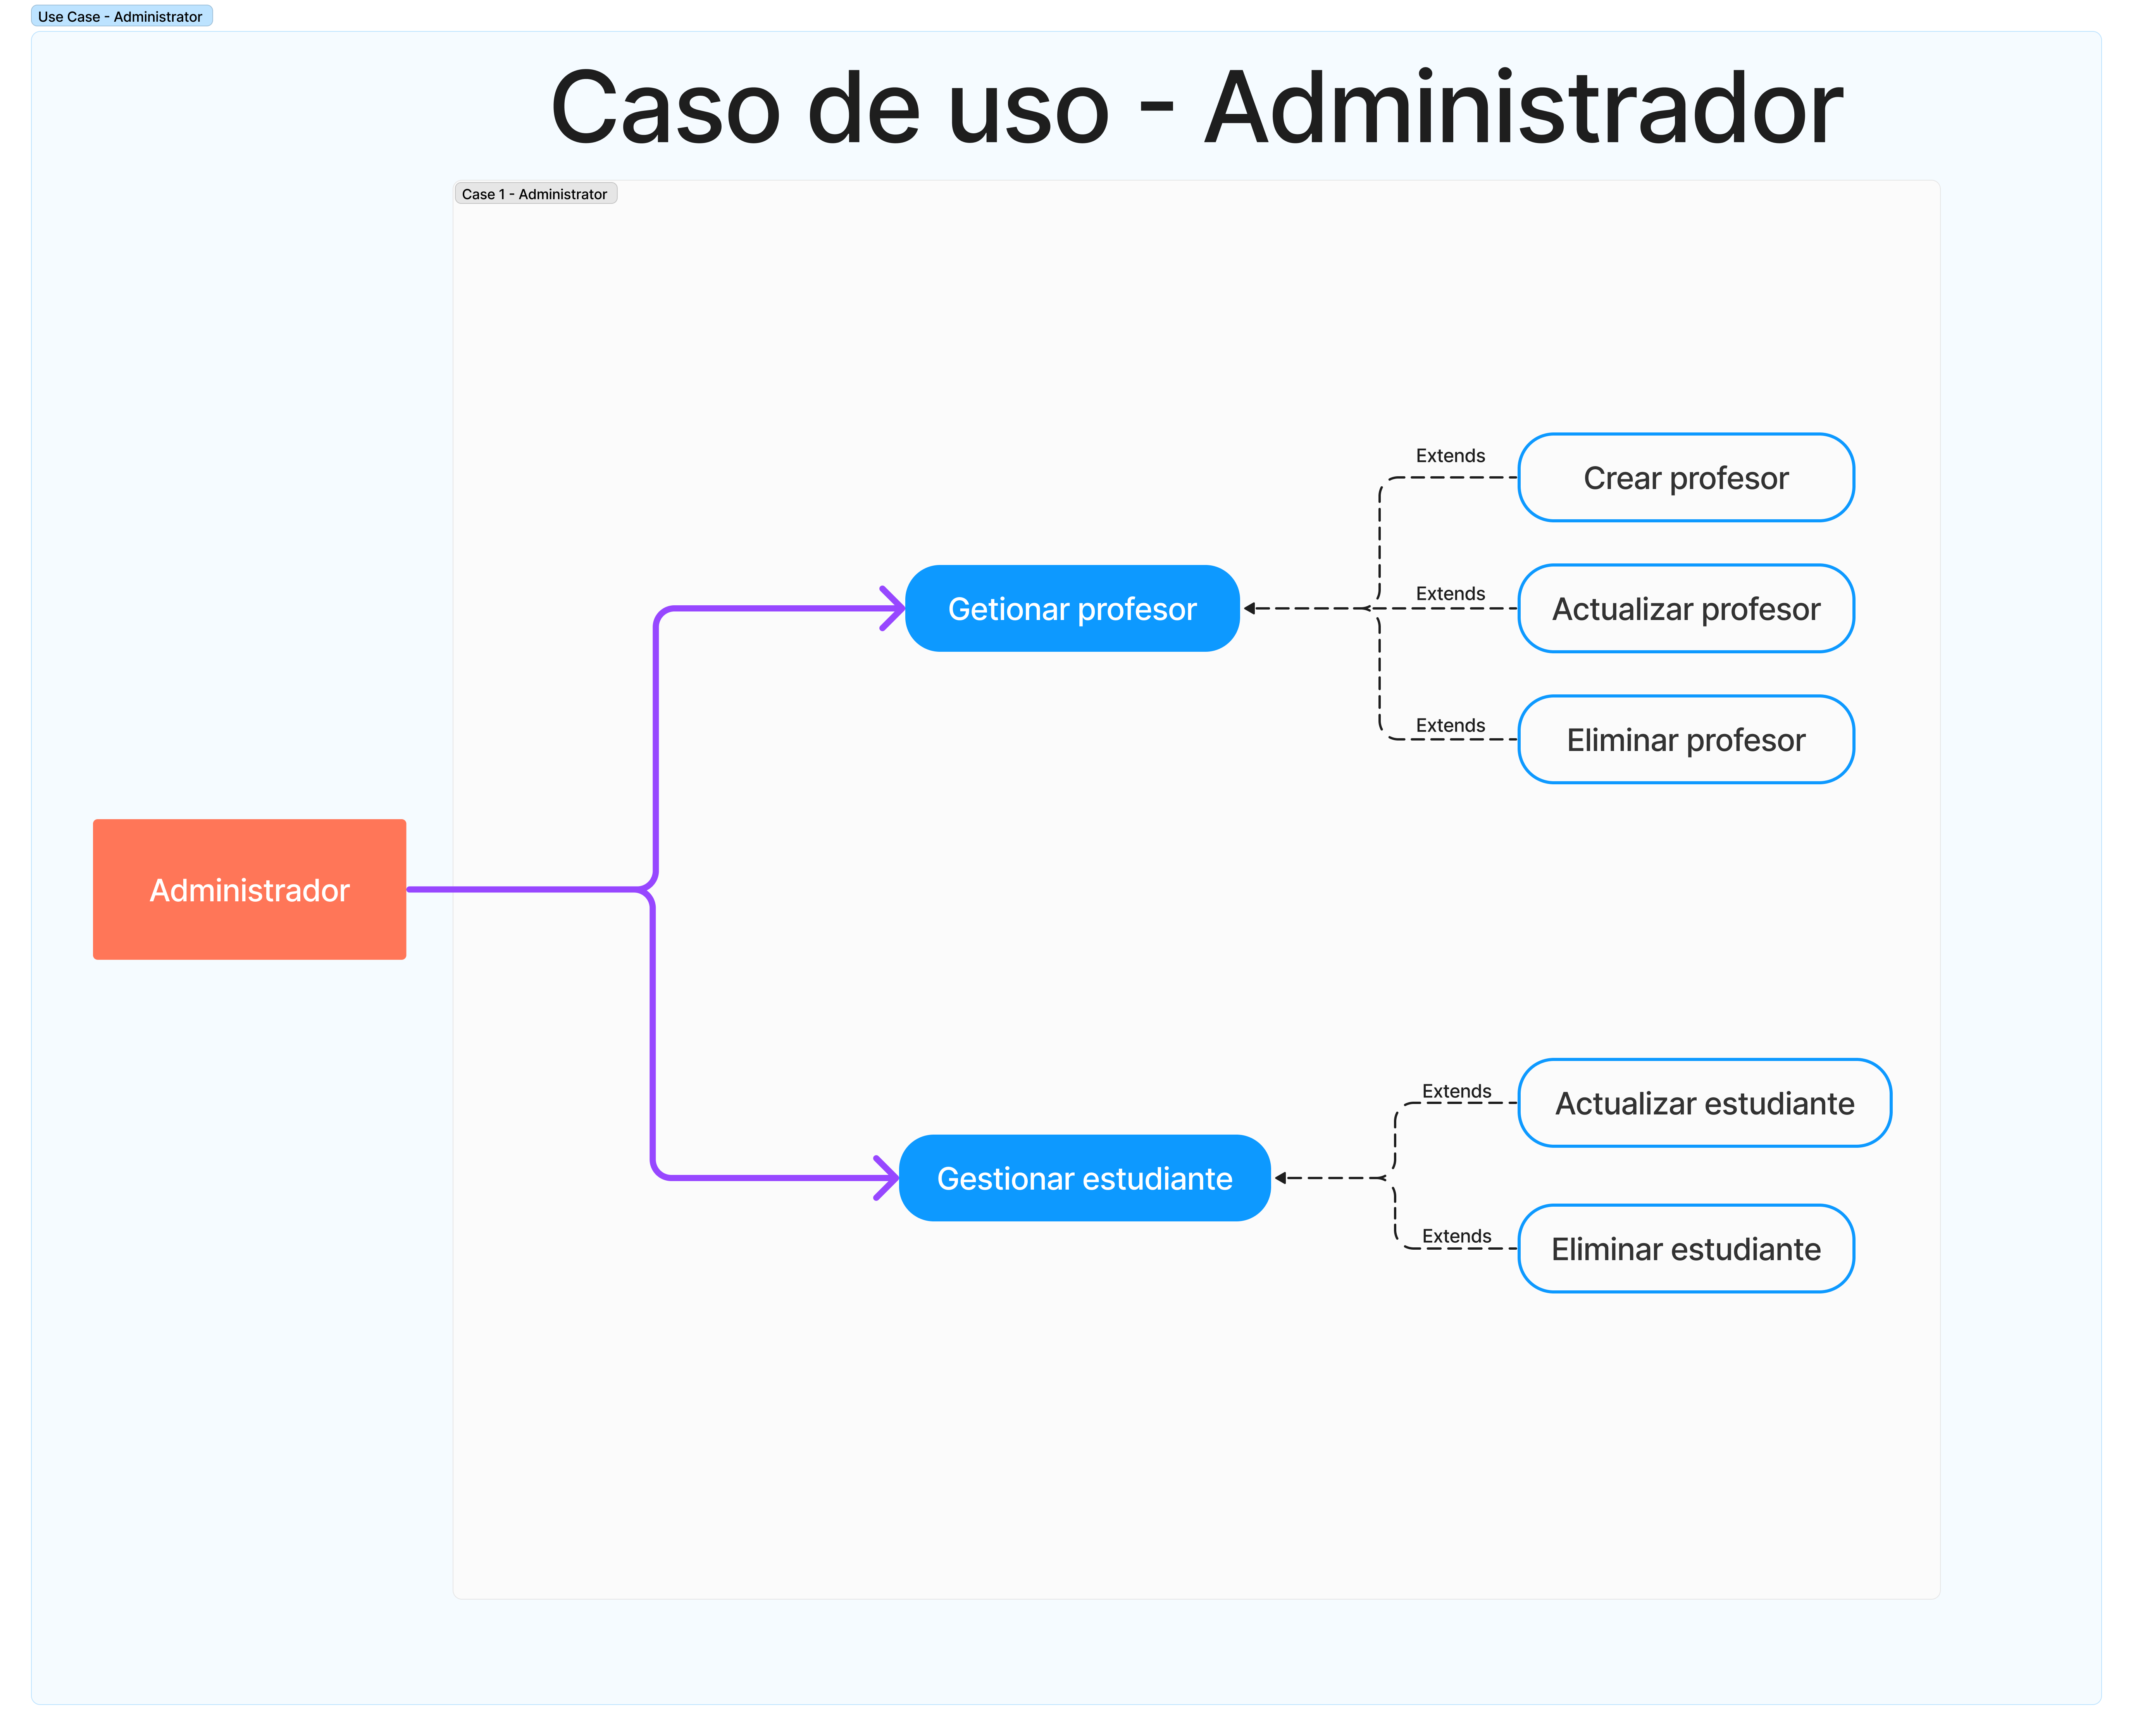 Use Case - Administrator
Caso de uso - Administrador
Case 1 - Administrator
Extends
Crear profesor
Getionar profesor
Extends
Actualizar profesor
Extends
Eliminar profesor
Administrador
Extends
Actualizar estudiante
Gestionar estudiante
Extends
Eliminar estudiante